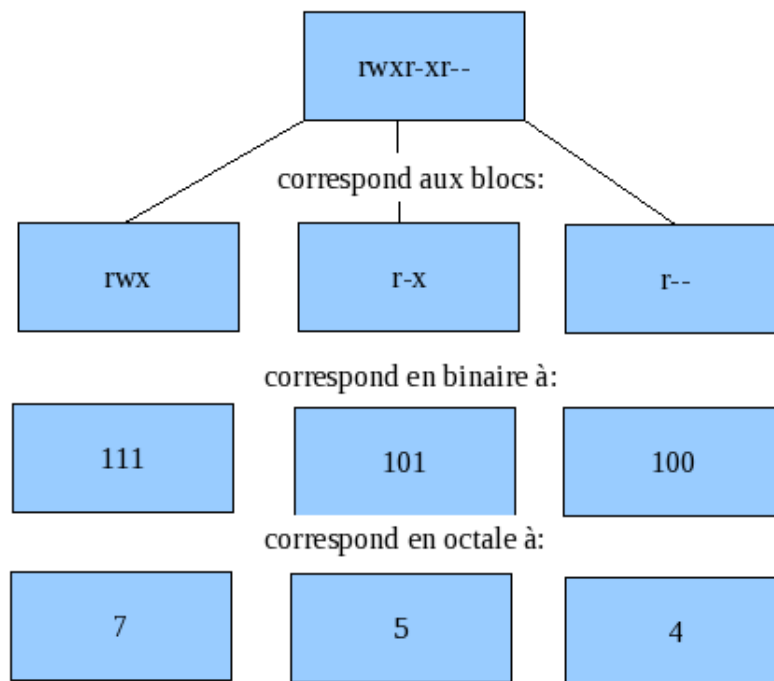 rwxr-xr--
correspond aux blocs:
rwx
r-x
r--
correspond en binaire à:
111
101
100
correspond en octale à:
7
5
4